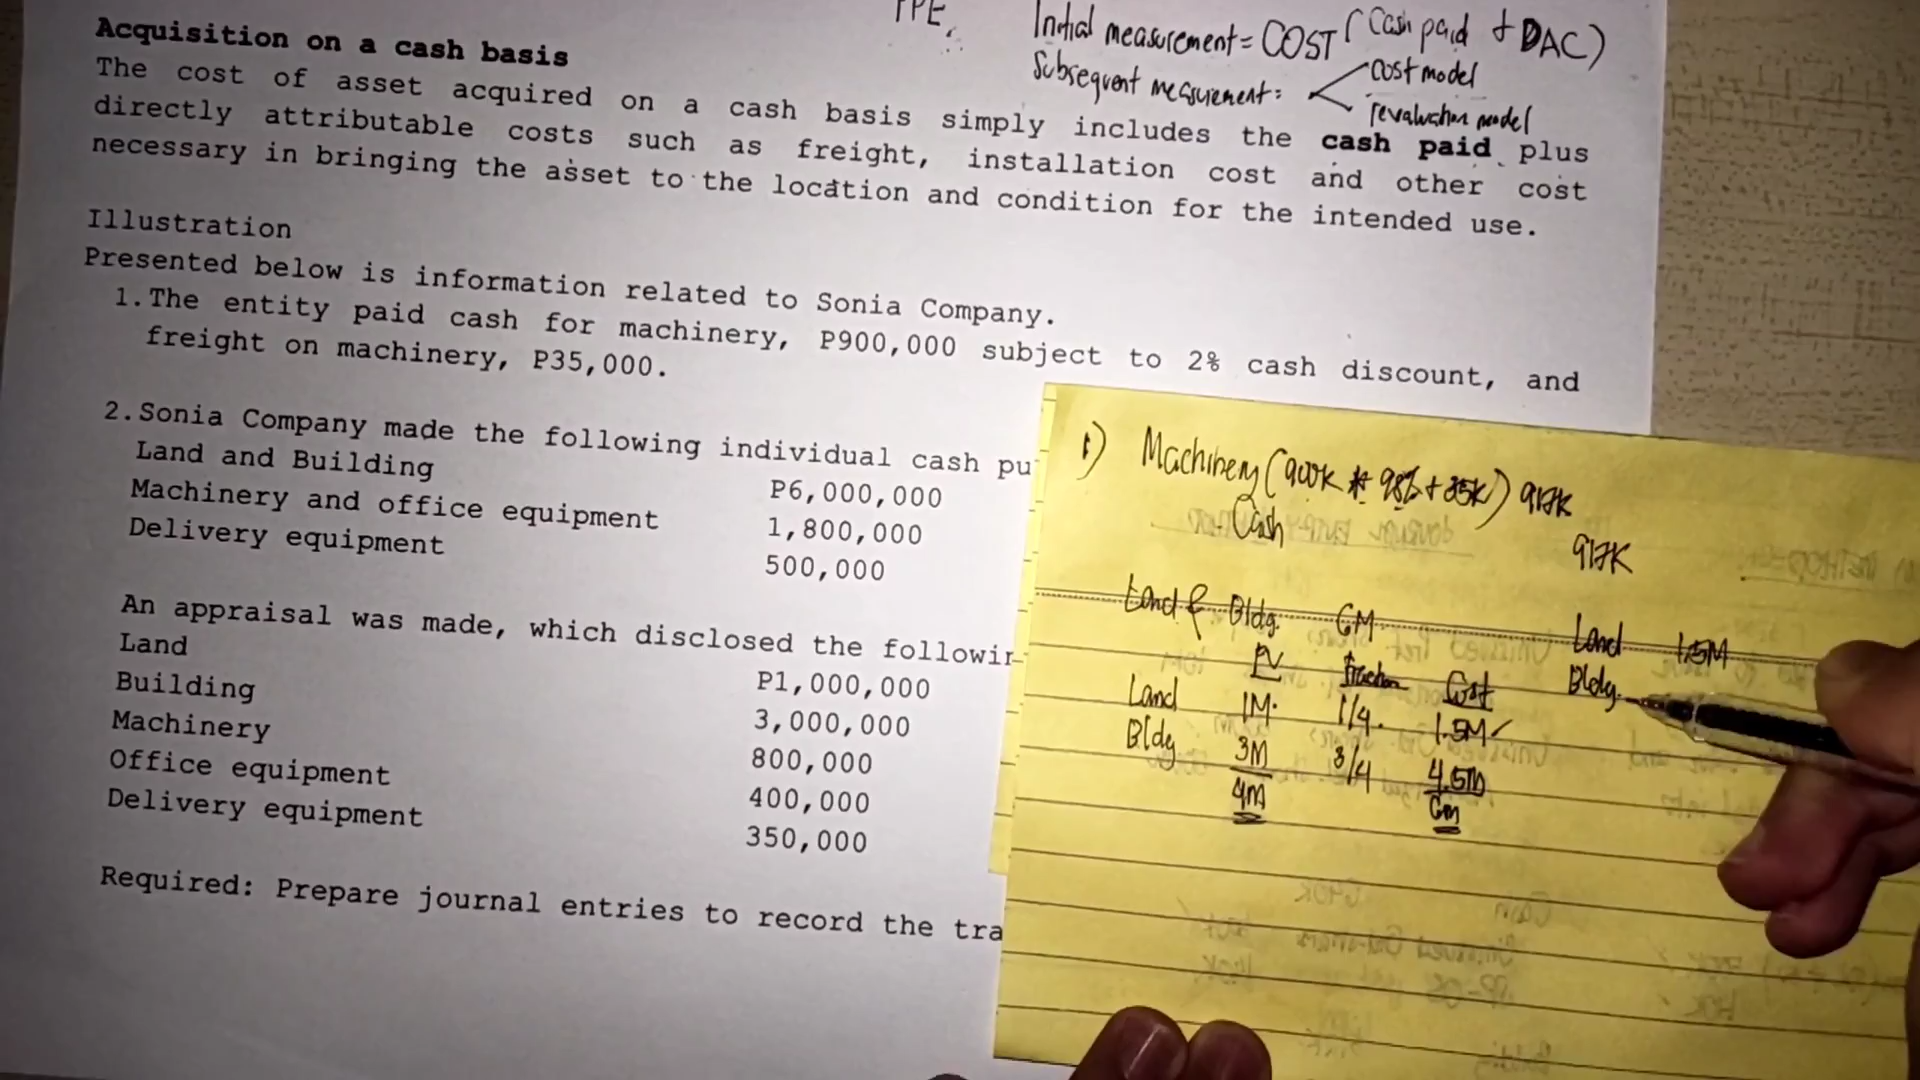 PPE
Initial measurement = COST (Cash paid + DAC)
Subsequent measurement:
cost model
revaluation model
Acquisition on a cash basis
The cost of asset acquired on a cash basis simply includes the cash paid plus
directly attributable costs such as freight, installation cost and other cost
necessary in bringing the asset to the location and condition for the intended use.
Illustration
Presented below is information related to Sonia Company.
1. The entity paid cash for machinery, P900,000 subject to 2% cash discount, and
freight on machinery, P35,000.
2. Sonia Company made the following individual cash pu
Land and Building P6,000,000
Machinery and office equipment 1,800,000
Delivery equipment 500,000
An appraisal was made, which disclosed the followin
Land P1,000,000
Building 3,000,000
Machinery 800,000
Office equipment 400,000
Delivery equipment 350,000
Required: Prepare journal entries to record the tra
1) Machinery (900K * 98% + 35K) 917K
Cash 917K
Land & Bldg. 6M
FV Fraction Cost
Land 1M 1/4 1.5M
Bldg 3M 3/4 4.5M
4M 6M
Land 1.5M
Bldg.